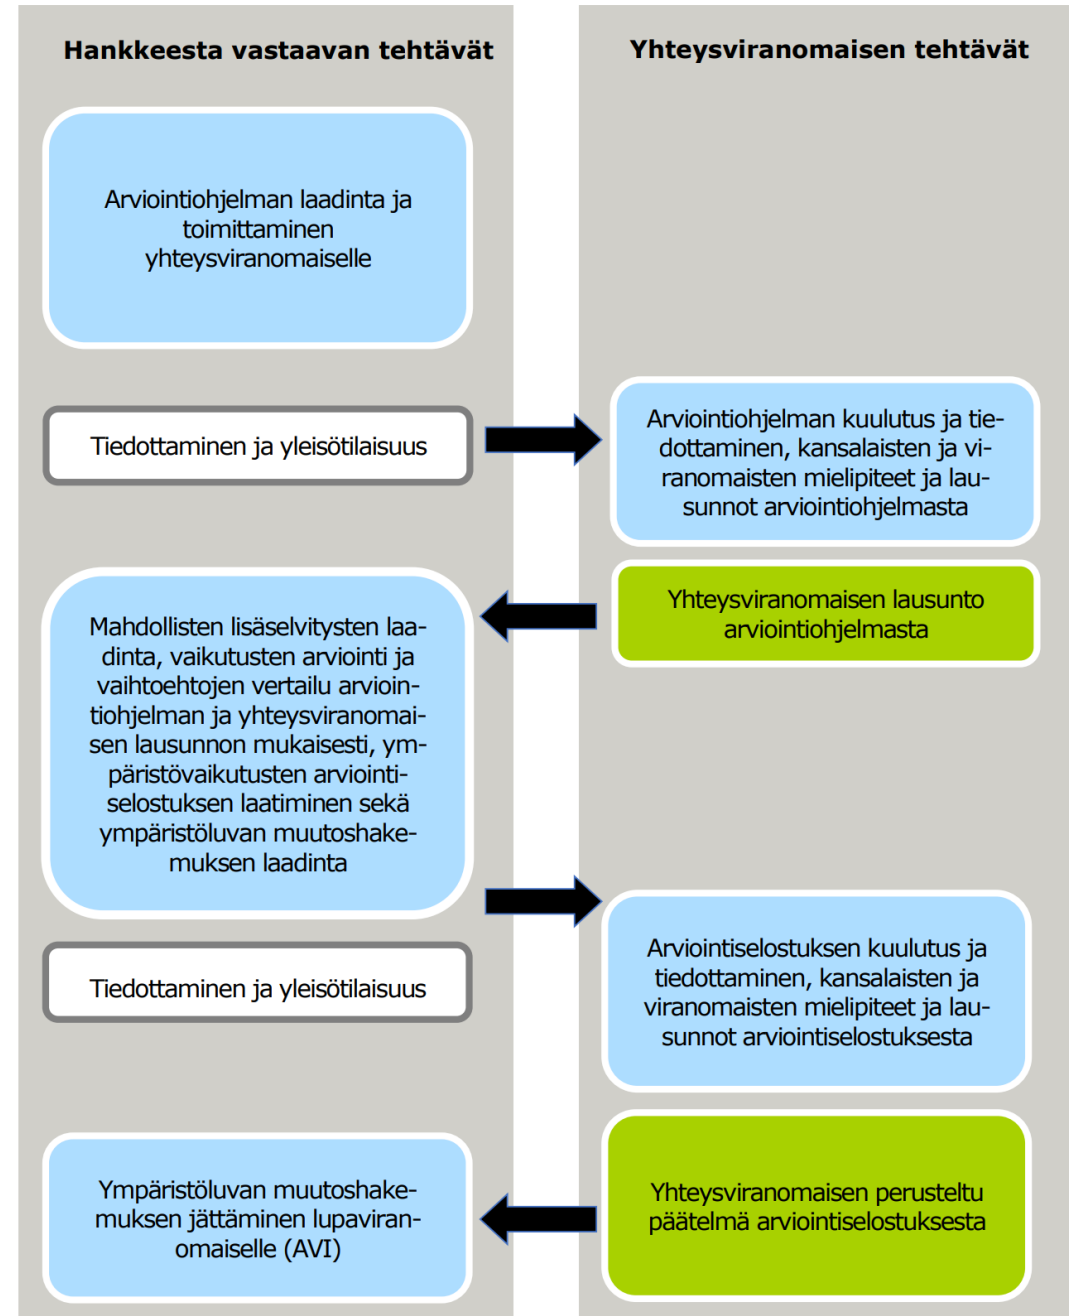 Hankkeesta vastaavan tehtävät
Yhteysviranomaisen tehtävät
Arviointiohjelman laadinta ja
toimittaminen
yhteysviranomaiselle
Tiedottaminen ja yleisötilaisuus
Arviointiohjelman kuulutus ja tie-
dottaminen, kansalaisten ja vi-
ranomaisten mielipiteet ja lau-
sunnot arviointiohjelmasta
Yhteysviranomaisen lausunto
arviointiohjelmasta
Mahdollisten lisäselvitysten laa-
dinta, vaikutusten arviointi ja
vaihtoehtojen vertailu arvioin-
tiohjelman ja yhteysviranomai-
sen lausunnon mukaisesti, ym-
päristövaikutusten arviointi-
selostuksen laatiminen sekä
ympäristöluvan muutoshake-
muksen laadinta
Tiedottaminen ja yleisötilaisuus
Arviointiselostuksen kuulutus ja
tiedottaminen, kansalaisten ja
viranomaisten mielipiteet ja lau-
sunnot arviointiselostuksesta
Yhteysviranomaisen perusteltu
päätelmä arviointiselostuksesta
Ympäristöluvan muutoshake-
muksen jättäminen lupaviran-
omaiselle (AVI)